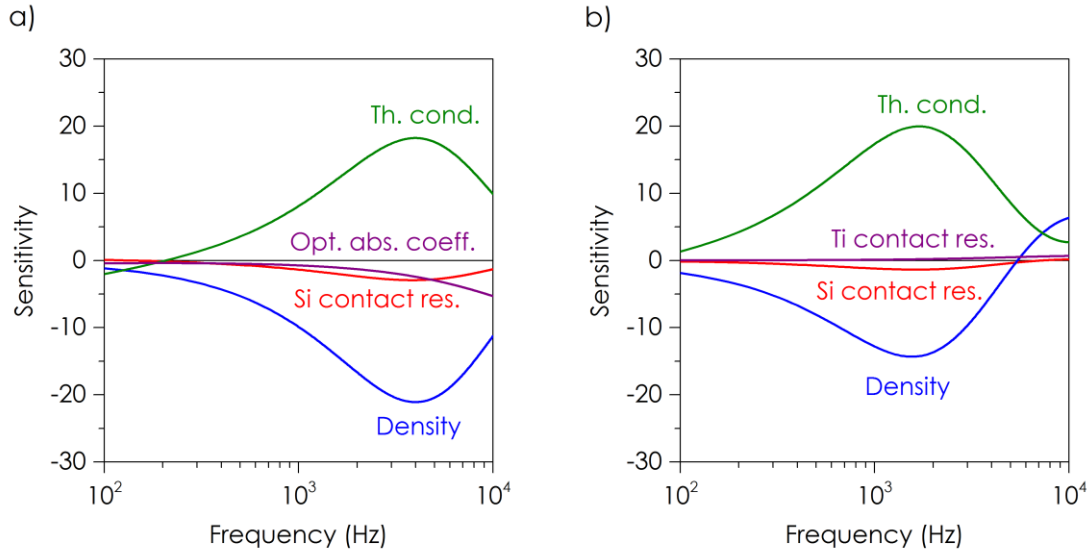 a)
30
20
10
0
-10
-20
-30
Sensitivity
Th. cond.
Opt. abs. coeff.
Si contact res.
Density
10²
10³
10⁴
Frequency (Hz)
b)
30
20
10
0
-10
-20
-30
Sensitivity
Th. cond.
Ti contact res.
Si contact res.
Density
10²
10³
10⁴
Frequency (Hz)